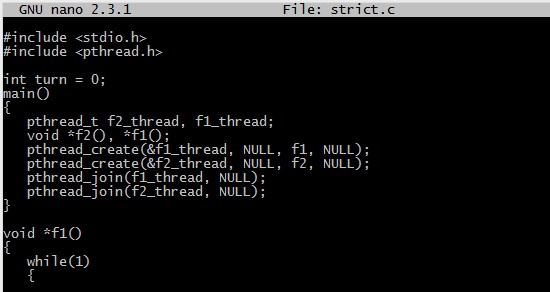 GNU nano 2.3.1 File: strict.c
#include <stdio.h>
#include <pthread.h>
int turn = 0;
main()
{
pthread_t f2_thread, f1_thread;
void *f2(), *f1();
pthread_create(&f1_thread, NULL, f1, NULL);
pthread_create(&f2_thread, NULL, f2, NULL);
pthread_join(f1_thread, NULL);
pthread_join(f2_thread, NULL);
}
void *f1()
{
while(1)
{